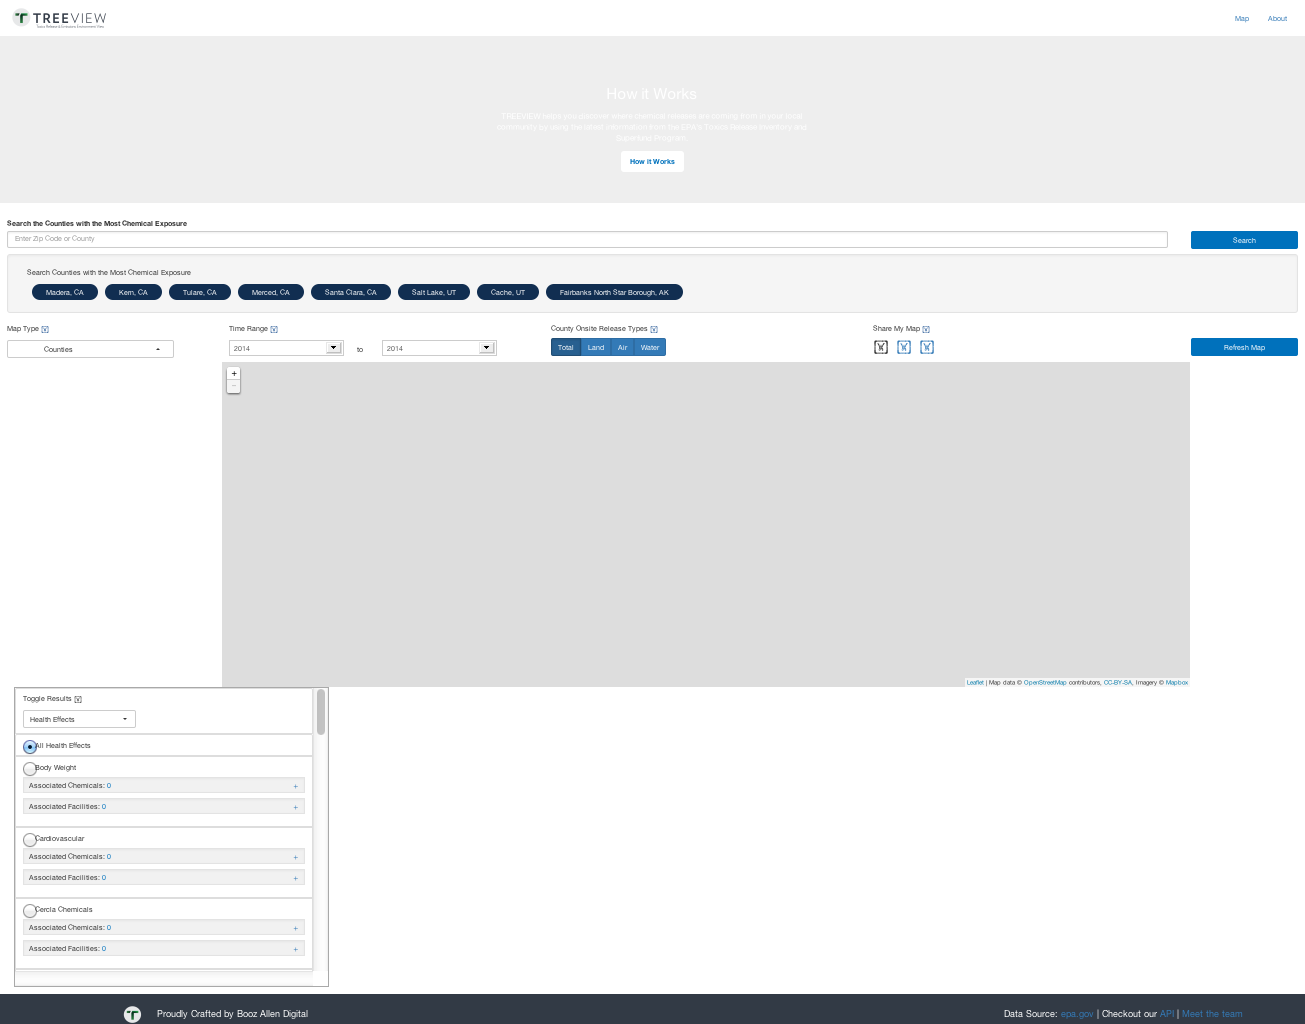 TREEVIEW
Map About
How it Works
TREEVIEW helps you discover where chemical releases are coming from in your local
community by using the latest information from the EPA's Toxics Release Inventory and
Superfund Program.
How it Works
Search the Counties with the Most Chemical Exposure
Enter Zip Code or County
Search
Search Counties with the Most Chemical Exposure
Madera, CA Kern, CA Tulare, CA Merced, CA Santa Clara, CA Salt Lake, UT Cache, UT Fairbanks North Star Borough, AK
Map Type Time Range County Onsite Release Types Share My Map
Counties 2014 to 2014 Total Land Air Water Refresh Map
+
−
Leaflet | Map data © OpenStreetMap contributors, CC-BY-SA, Imagery © Mapbox
Toggle Results
Health Effects
All Health Effects
Body Weight
Associated Chemicals: 0 +
Associated Facilities: 0 +
Cardiovascular
Associated Chemicals: 0 +
Associated Facilities: 0 +
Cercla Chemicals
Associated Chemicals: 0 +
Associated Facilities: 0 +
Proudly Crafted by Booz Allen Digital Data Source: epa.gov | Checkout our API | Meet the team